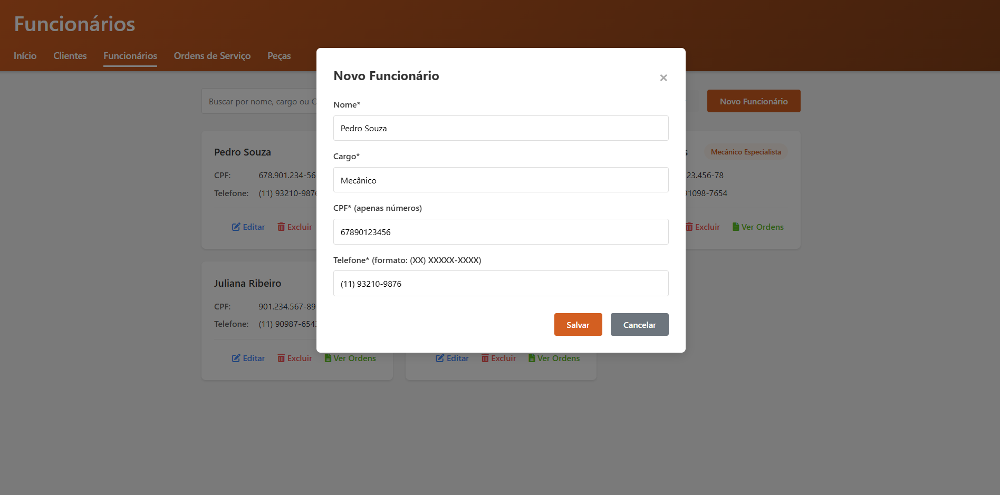 Funcionários
Início Clientes Funcionários Ordens de Serviço Peças
Buscar por nome, cargo ou
Novo Funcionário
Novo Funcionário
×
Nome*
Pedro Souza
Cargo*
Mecânico
CPF* (apenas números)
67890123456
Telefone* (formato: (XX) XXXXX-XXXX)
(11) 93210-9876
Salvar Cancelar
Pedro Souza
CPF: 678.901.234-56
Telefone: (11) 93210-987
Editar Excluir
Mecânico Especialista
23.456-78
91098-7654
Excluir Ver Ordens
Juliana Ribeiro
CPF: 901.234.567-89
Telefone: (11) 90987-654
Editar Excluir Ver Ordens
Editar Excluir Ver Ordens